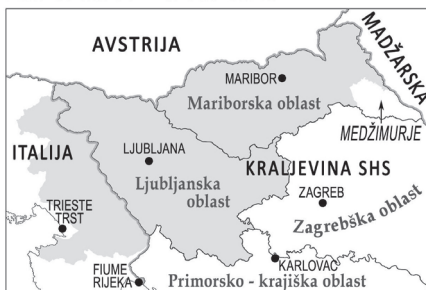 AVSTRIJA
MADŽARSKA
MARIBOR
Mariborska oblast
MEDŽIMURJE
ITALIJA
LJUBLJANA
KRALJEVINA SHS
Ljubljanska
oblast
ZAGREB
Zagrebška oblast
TRIESTE
TRST
KARLOVAC
FIUME
RIJEKA
Primorsko - krajiška oblast